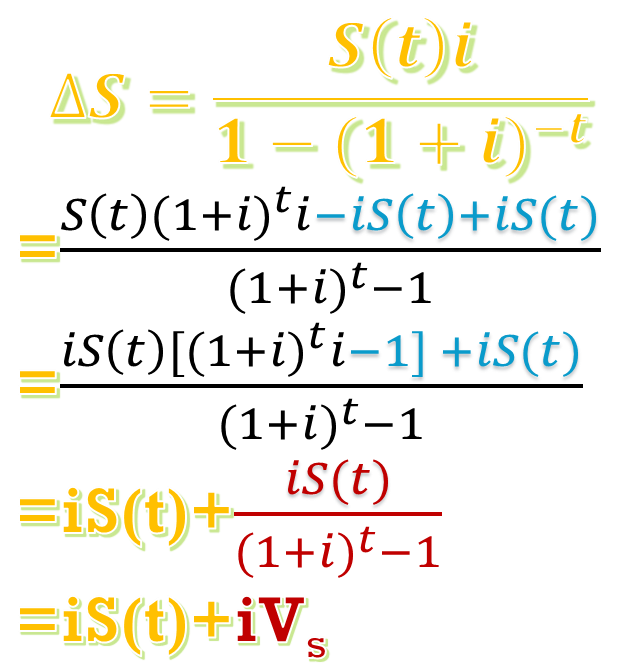 ΔS = S(t)i / 1 − (1 + i)^−t
= S(t)(1+i)^t i−iS(t)+iS(t) / (1+i)^t−1
= iS(t)[(1+i)^t i−1] +iS(t) / (1+i)^t−1
=iS(t)+ iS(t) / (1+i)^t−1
=iS(t)+iV_s